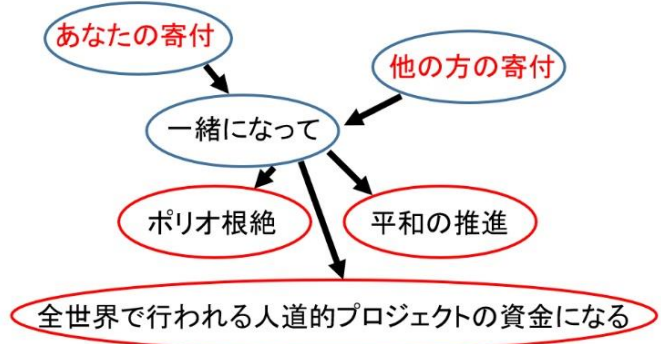 あなたの寄付
他の方の寄付
一緒になって
ポリオ根絶
平和の推進
全世界で行われる人道的プロジェクトの資金になる